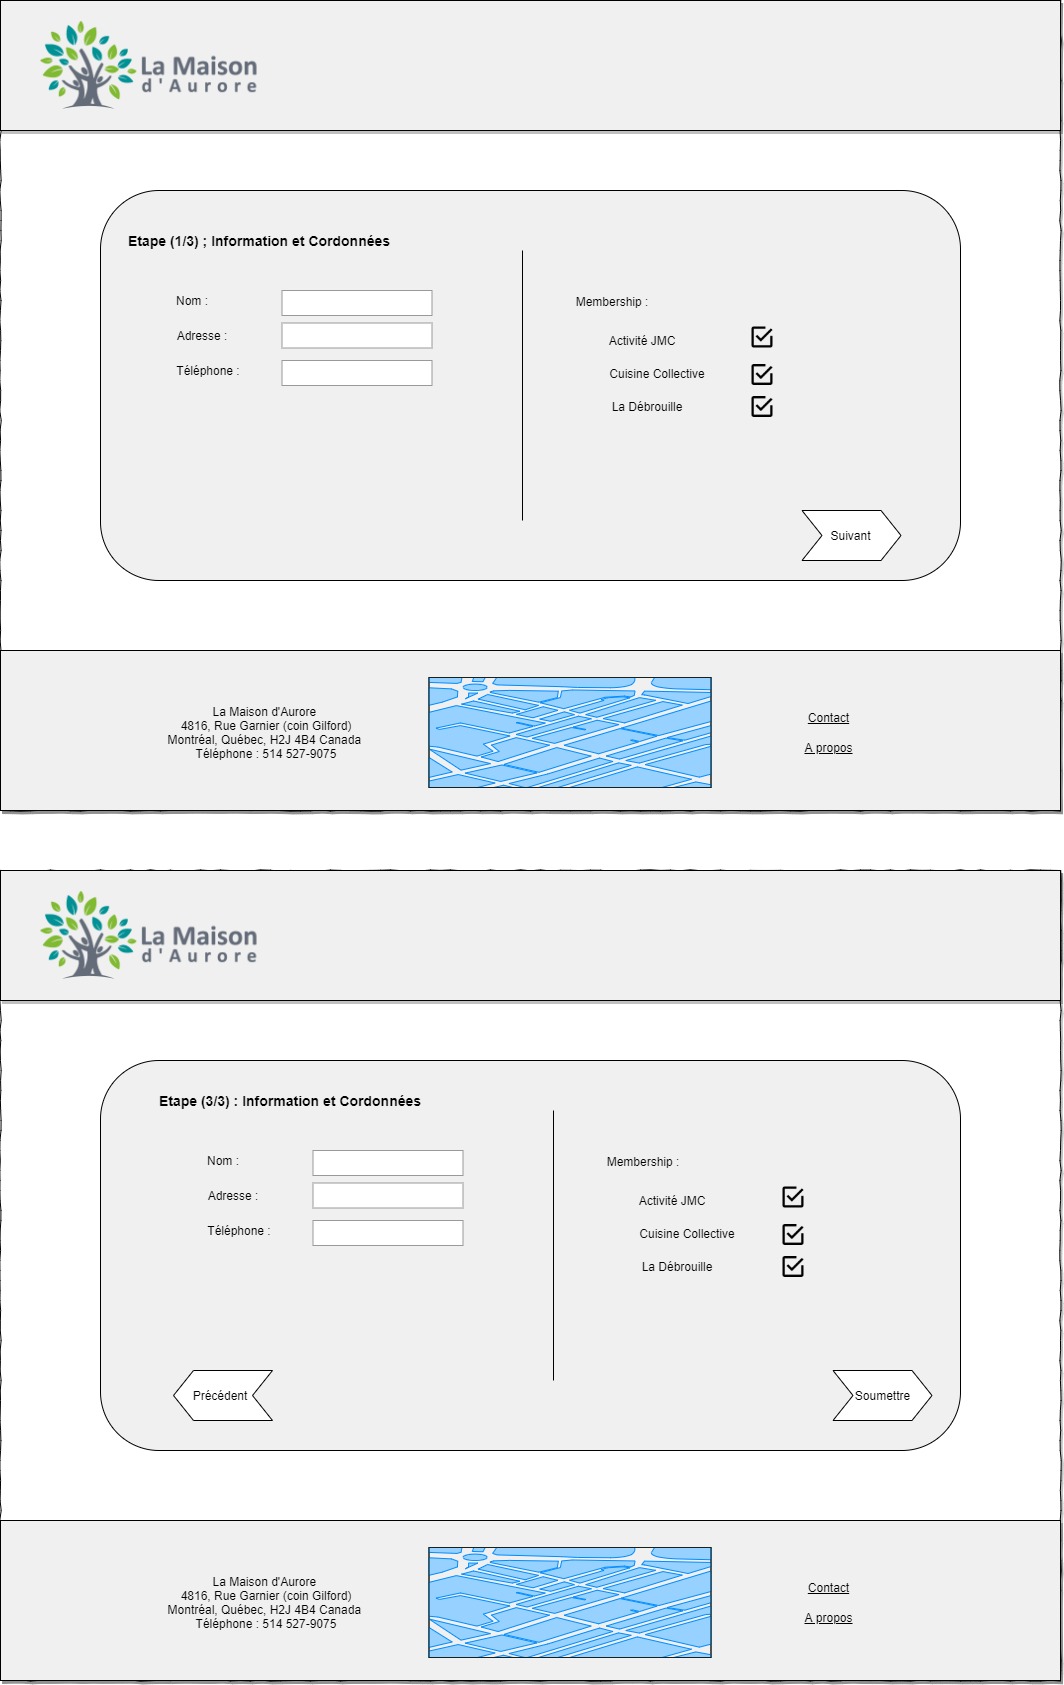 La Maison
d'Aurore
Etape (1/3) ; Information et Cordonnées
Nom :
Adresse :
Téléphone :
Membership :
Activité JMC
Cuisine Collective
La Débrouille
Suivant
La Maison d'Aurore
4816, Rue Garnier (coin Gilford)
Montréal, Québec, H2J 4B4 Canada
Téléphone : 514 527-9075
Contact
A propos
La Maison
d'Aurore
Etape (3/3) : Information et Cordonnées
Nom :
Adresse :
Téléphone :
Membership :
Activité JMC
Cuisine Collective
La Débrouille
Précédent
Soumettre
La Maison d'Aurore
4816, Rue Garnier (coin Gilford)
Montréal, Québec, H2J 4B4 Canada
Téléphone : 514 527-9075
Contact
A propos